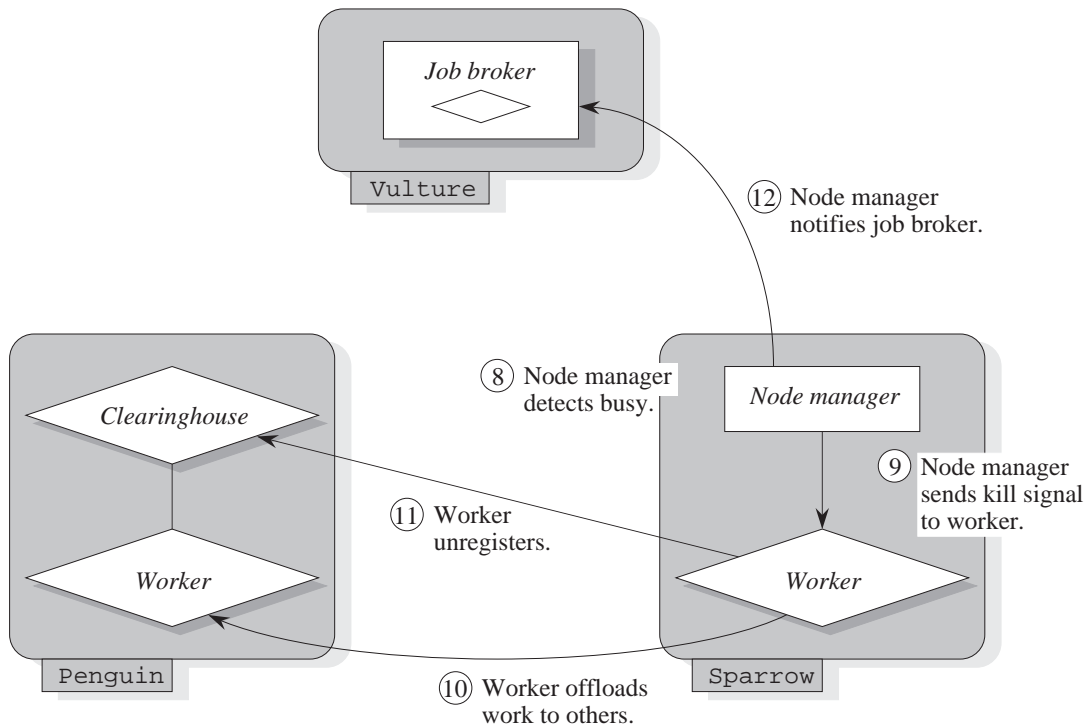 Job broker
Vulture
12 Node manager
notifies job broker.
8 Node manager
detects busy.
Node manager
Clearinghouse
9 Node manager
sends kill signal
to worker.
11 Worker
unregisters.
Worker
Worker
Penguin
Sparrow
10 Worker offloads
work to others.